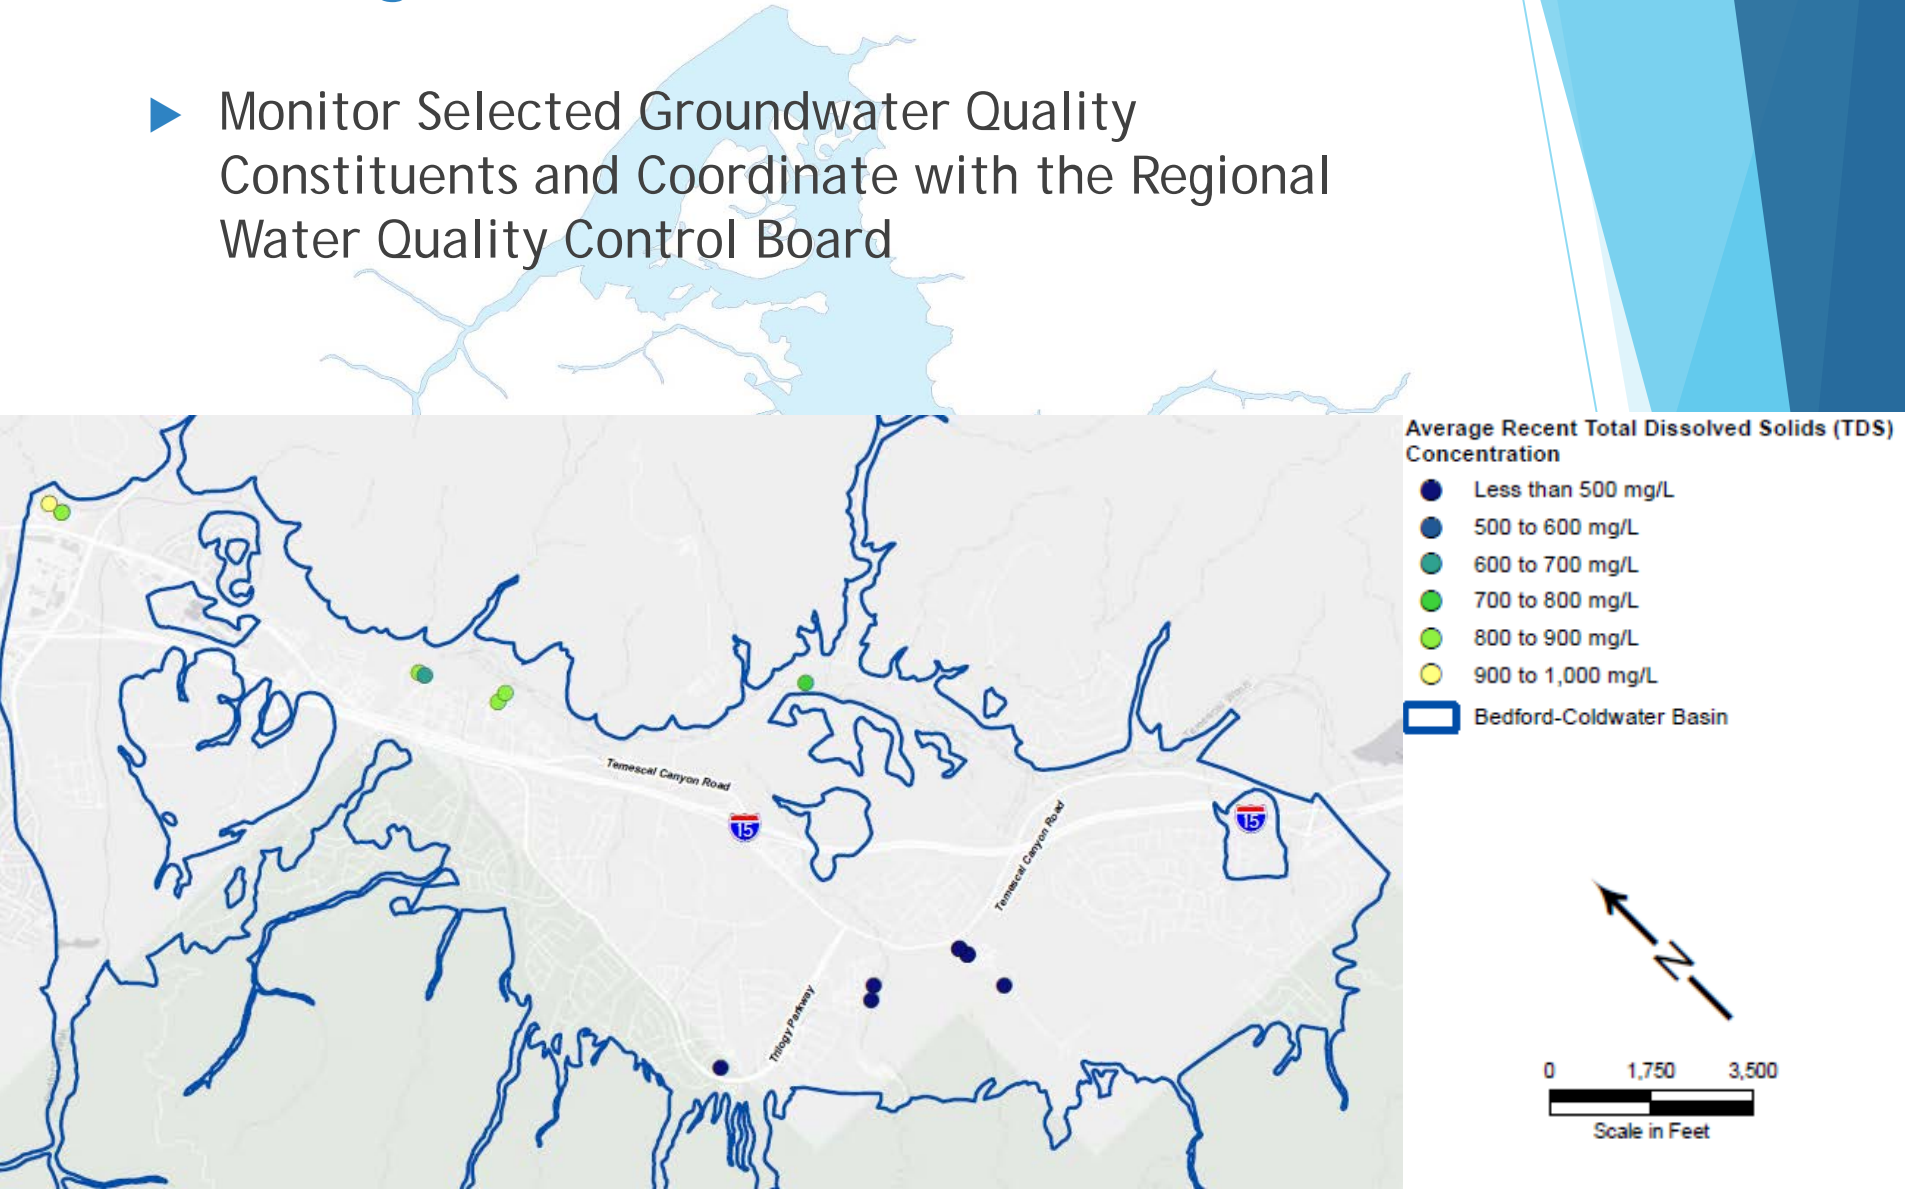 Monitor Selected Groundwater Quality
Constituents and Coordinate with the Regional
Water Quality Control Board
Average Recent Total Dissolved Solids (TDS)
Concentration
Less than 500 mg/L
500 to 600 mg/L
600 to 700 mg/L
700 to 800 mg/L
800 to 900 mg/L
900 to 1,000 mg/L
Bedford-Coldwater Basin
Temescal Canyon Road
15
Temescal Canyon Road
15
Trilogy Parkway
N
0 1,750 3,500
Scale in Feet